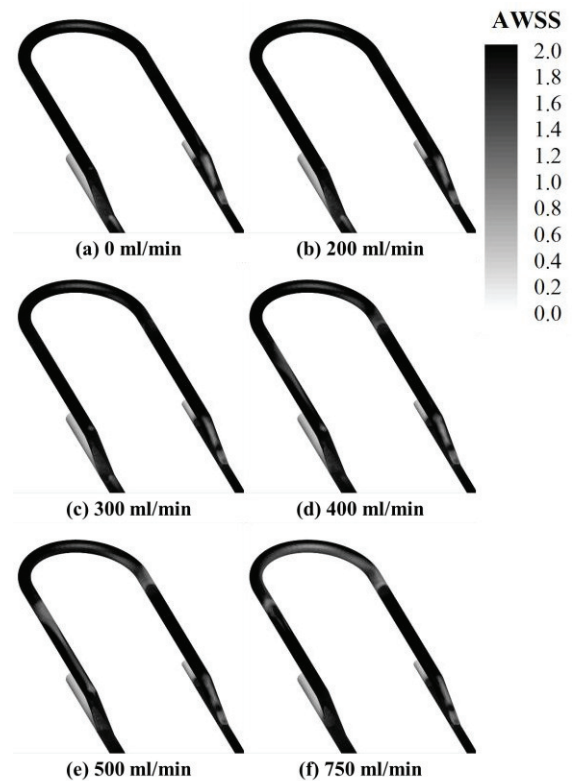 AWSS
2.0
1.8
1.6
1.4
1.2
1.0
0.8
0.6
0.4
0.2
0.0
(a) 0 ml/min
(b) 200 ml/min
(c) 300 ml/min
(d) 400 ml/min
(e) 500 ml/min
(f) 750 ml/min